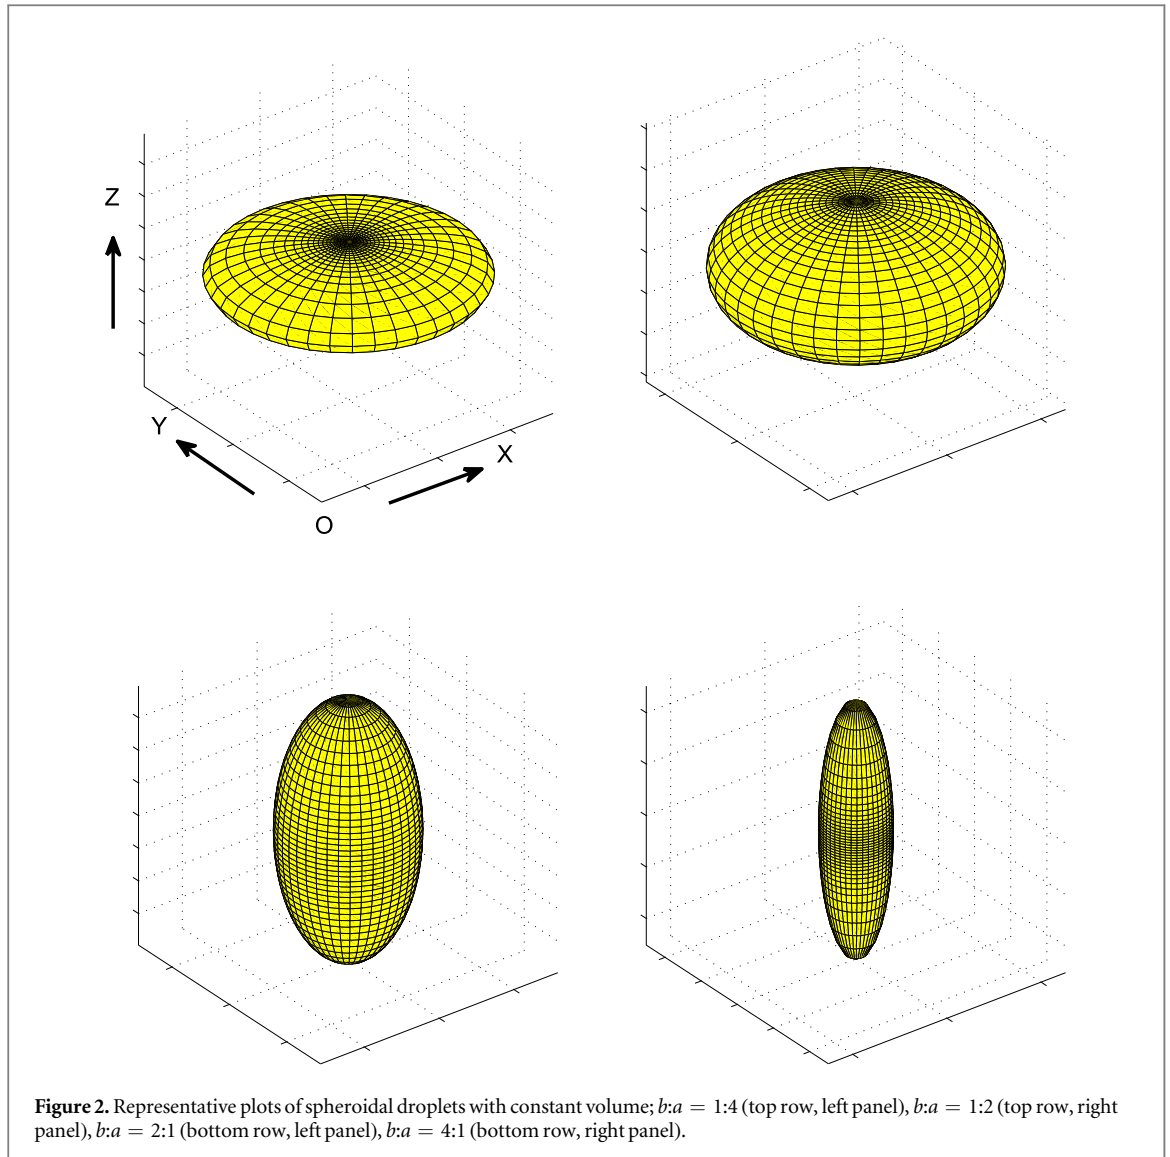 Z
Y
X
O
Figure 2. Representative plots of spheroidal droplets with constant volume; b:a = 1:4 (top row, left panel), b:a = 1:2 (top row, right
panel), b:a = 2:1 (bottom row, left panel), b:a = 4:1 (bottom row, right panel).